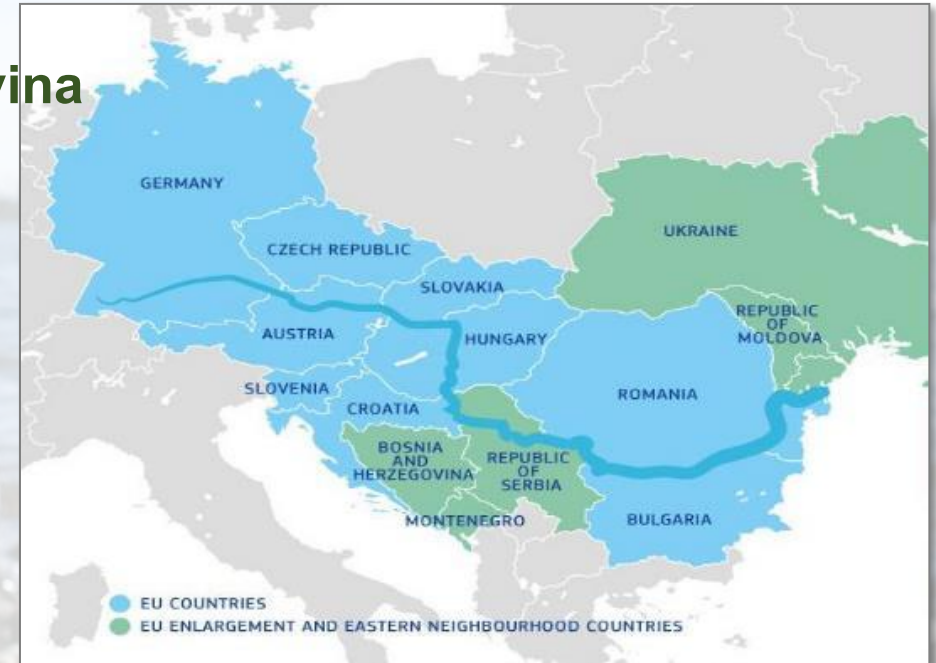 vina
GERMANY
UKRAINE
CZECH REPUBLIC
SLOVAKIA
REPUBLIC
OF
MOLDOVA
AUSTRIA
HUNGARY
SLOVENIA
ROMANIA
CROATIA
BOSNIA
AND
HERZEGOVINA
REPUBLIC
OF
SERBIA
MONTENEGRO
BULGARIA
EU COUNTRIES
EU ENLARGEMENT AND EASTERN NEIGHBOURHOOD COUNTRIES